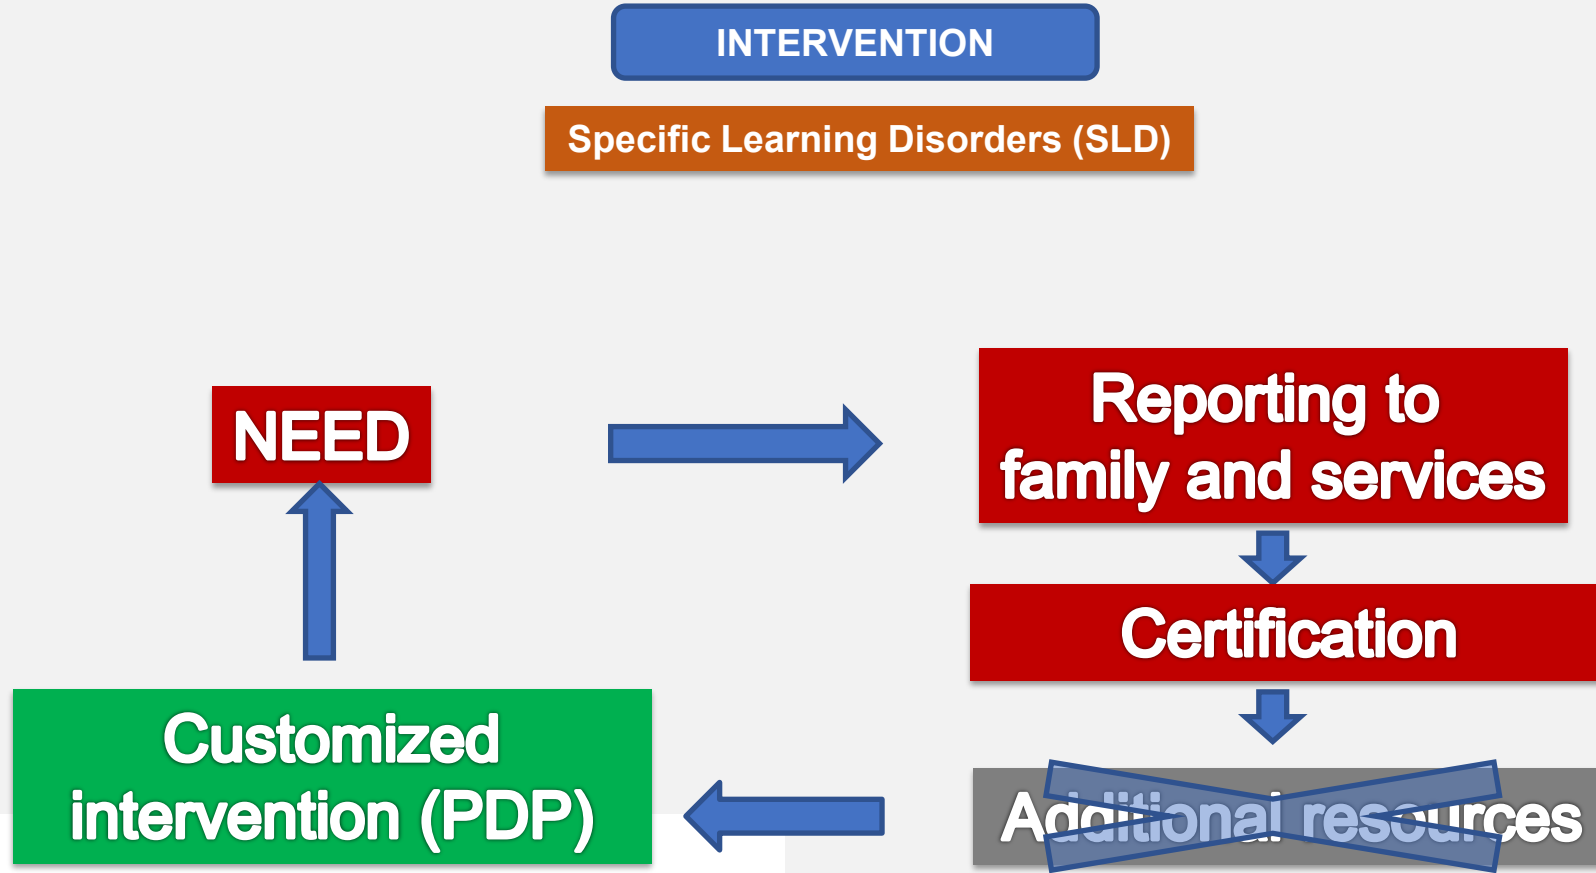 INTERVENTION
Specific Learning Disorders (SLD)
NEED
Reporting to
family and services
Certification
Additional resources
Customized
intervention (PDP)